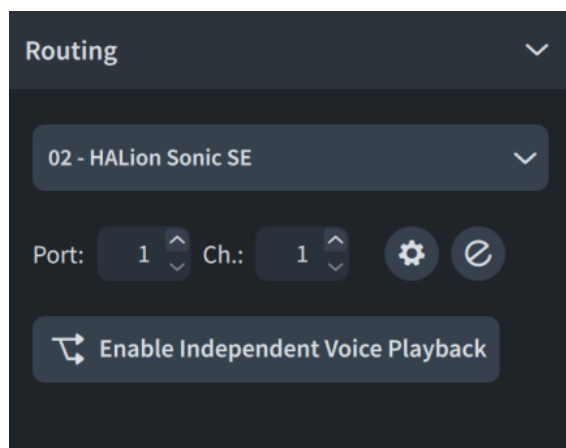 Routing
02 - HALion Sonic SE
Port: 1 Ch.: 1
Enable Independent Voice Playback